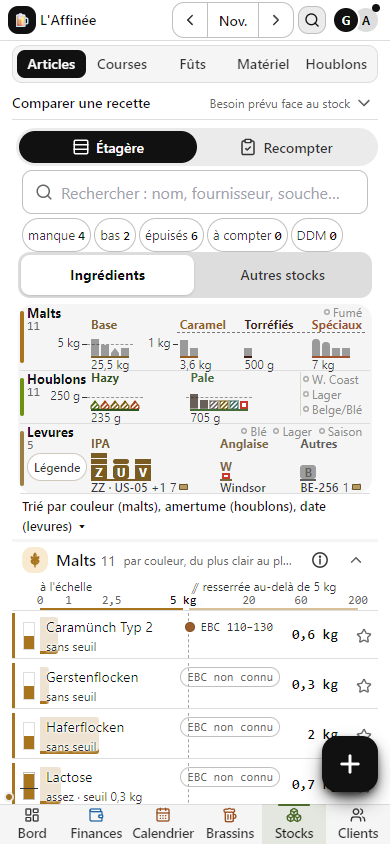 L'Affinée
Nov.
G A
Articles Courses Fûts Matériel Houblons
Comparer une recette Besoin prévu face au stock
Étagère Recompter
Rechercher : nom, fournisseur, souche...
manque 4 bas 2 épuisés 6 à compter 0 DDM 0
Ingrédients Autres stocks
Malts
11
Fumé
Base Caramel Torréfiés Spéciaux
5 kg 1 kg
25,5 kg 3,6 kg 500 g 7 kg
Houblons
11
Hazy Pale
W. Coast
Lager
Belge/Blé
250 g
235 g 705 g
Levures
5
Blé Lager Saison
IPA Anglaise Autres
Légende
Z U V W B
ZZ · US-05 +1 7 Windsor BE-256 1
Trié par couleur (malts), amertume (houblons), date
(levures)
Malts 11 par couleur, du plus clair au pl...
à l'échelle // resserrée au-delà de 5 kg
0 1 2,5 5 kg 20 60 200
Caramünch Typ 2 EBC 110–130 0,6 kg
sans seuil
Gerstenflocken EBC non connu 0,3 kg
sans seuil
Haferflocken EBC non connu 2 kg
sans seuil
Lactose EBC non connu 0,7
assez · seuil 0,3 kg
Bord Finances Calendrier Brassins Stocks Clients